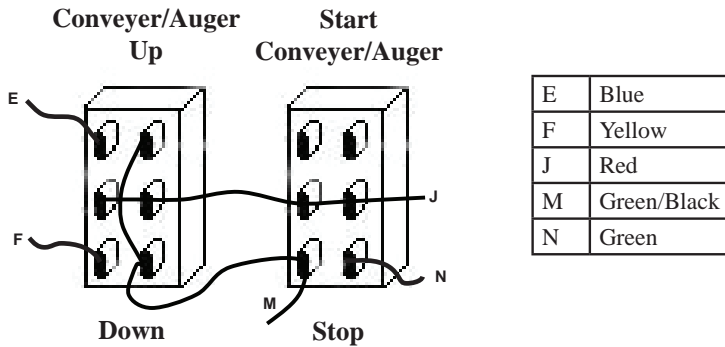 Conveyer/Auger
Up
Start
Conveyer/Auger
E
F
J
M
N
Down
Stop
E Blue
F Yellow
J Red
M Green/Black
N Green